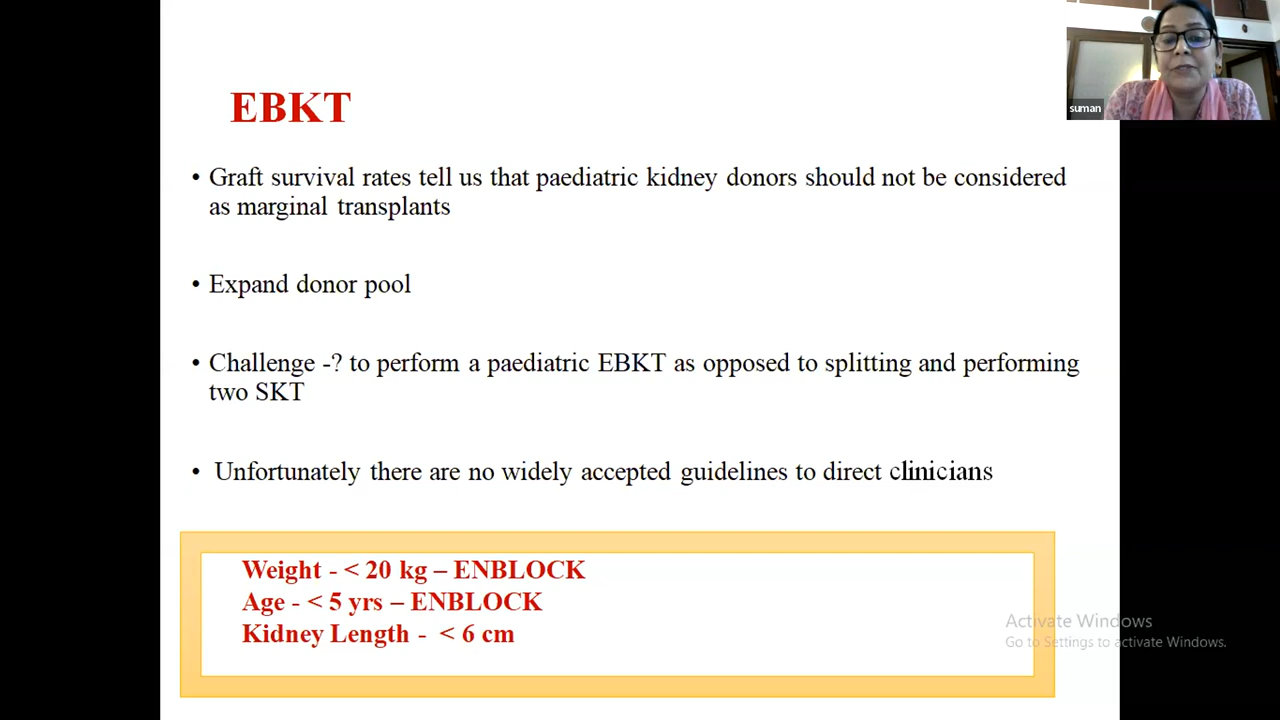 suman
EBKT
• Graft survival rates tell us that paediatric kidney donors should not be considered
as marginal transplants
• Expand donor pool
• Challenge -? to perform a paediatric EBKT as opposed to splitting and performing
two SKT
• Unfortunately there are no widely accepted guidelines to direct clinicians
Weight - < 20 kg – ENBLOCK
Age - < 5 yrs – ENBLOCK
Kidney Length - < 6 cm
Activate Windows
Go to Settings to activate Windows.